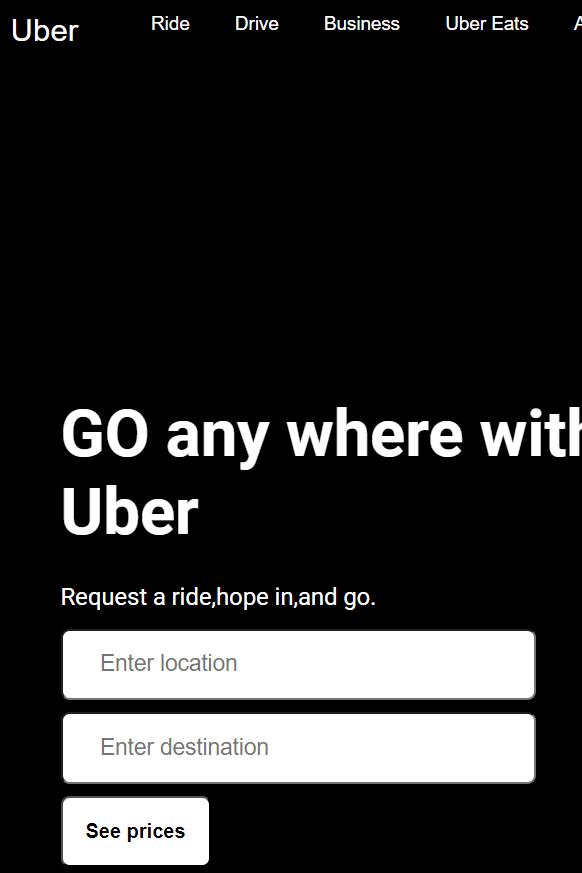 Uber Ride Drive Business Uber Eats A
GO any where with
Uber
Request a ride,hope in,and go.
Enter location
Enter destination
See prices